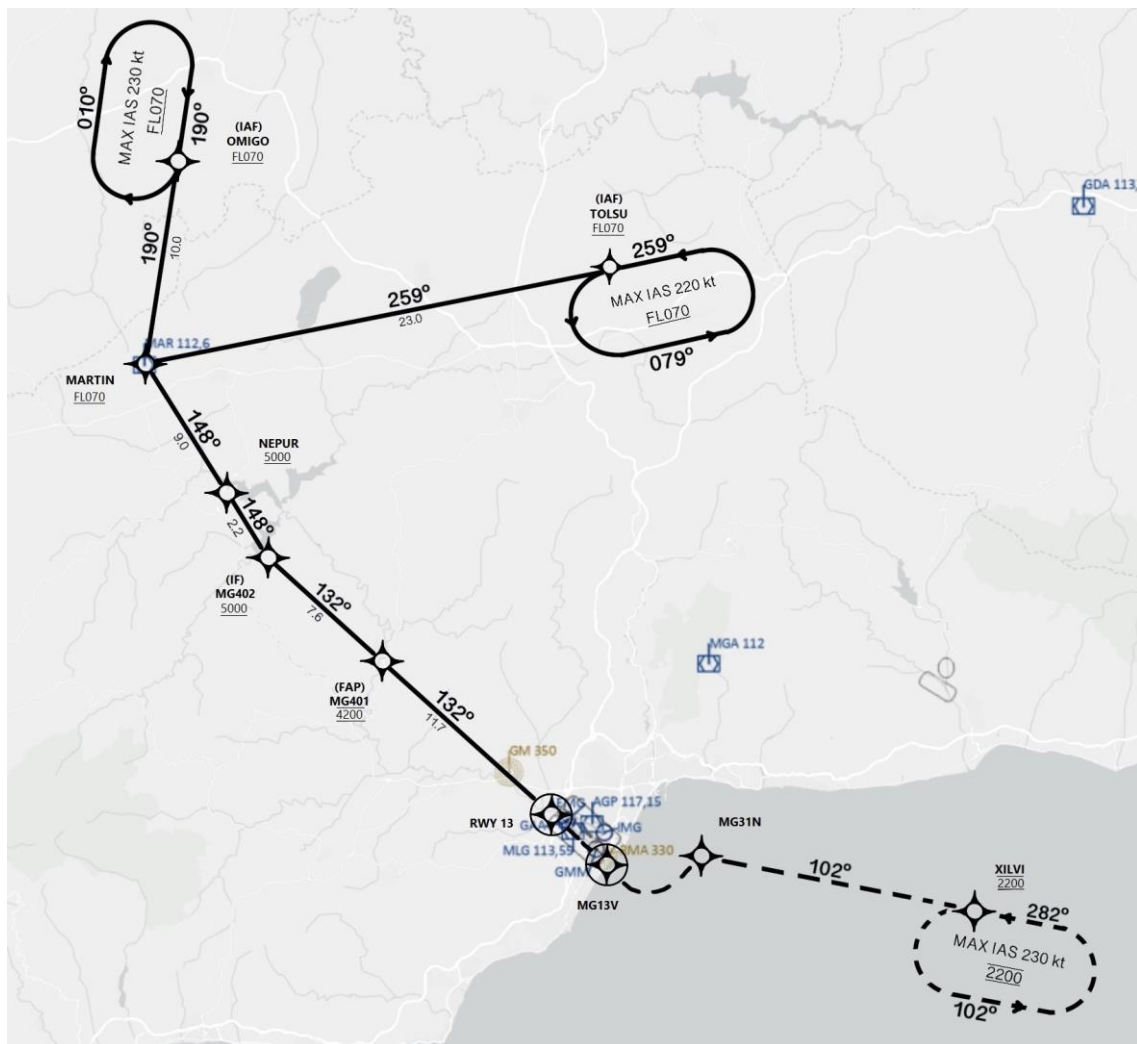 010°
MAX IAS 230 kt
FL070
190°
(IAF)
OMIGO
FL070
190°
10.0
(IAF)
TOLSU
FL070
259°
MAX IAS 220 kt
FL070
079°
GDA 113,
259°
23.0
MAR 112,6
MARTIN
FL070
148°
9.0
NEPUR
5000
148°
2.2
(IF)
MG402
5000
132°
7.6
MGA 112
(FAP)
MG401
4200
132°
11.7
GM 350
RWY 13
AGP 117,15
IMG
MLG 113,55
RMA 330
GMM
MG13V
MG31N
102°
XILVI
2200
282°
MAX IAS 230 kt
2200
102°